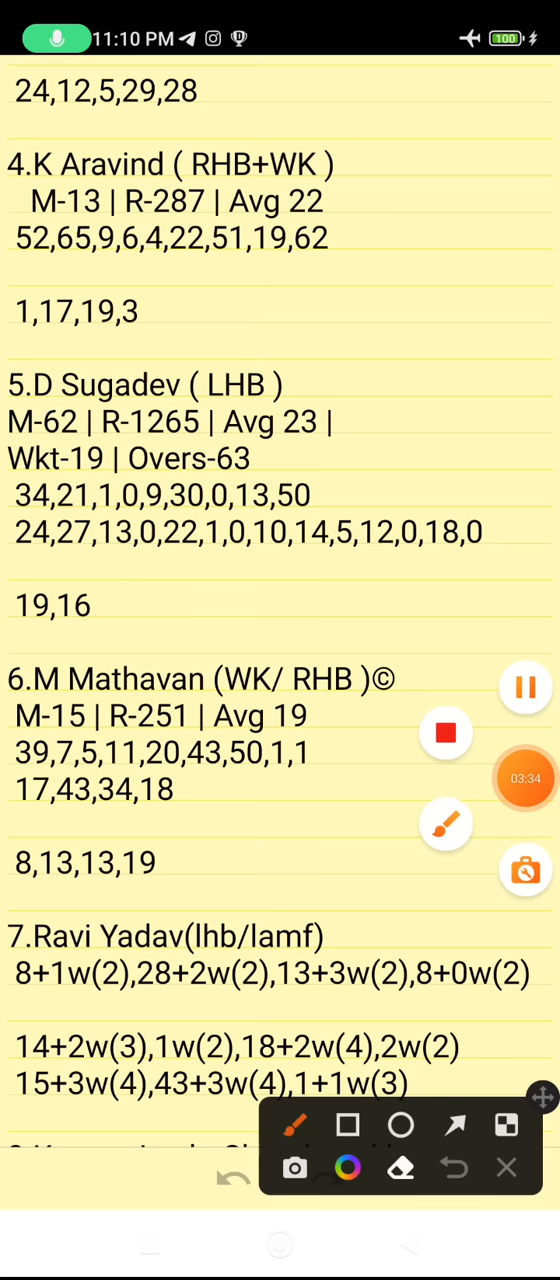 11:10 PM
100
24,12,5,29,28
4.K Aravind ( RHB+WK )
M-13 | R-287 | Avg 22
52,65,9,6,4,22,51,19,62
1,17,19,3
5.D Sugadev ( LHB )
M-62 | R-1265 | Avg 23 |
Wkt-19 | Overs-63
34,21,1,0,9,30,0,13,50
24,27,13,0,22,1,0,10,14,5,12,0,18,0
19,16
6.M Mathavan (WK/ RHB )©
M-15 | R-251 | Avg 19
39,7,5,11,20,43,50,1,1
17,43,34,18
03:34
8,13,13,19
7.Ravi Yadav(lhb/lamf)
8+1w(2),28+2w(2),13+3w(2),8+0w(2)
14+2w(3),1w(2),18+2w(4),2w(2)
15+3w(4),43+3w(4),1+1w(3)